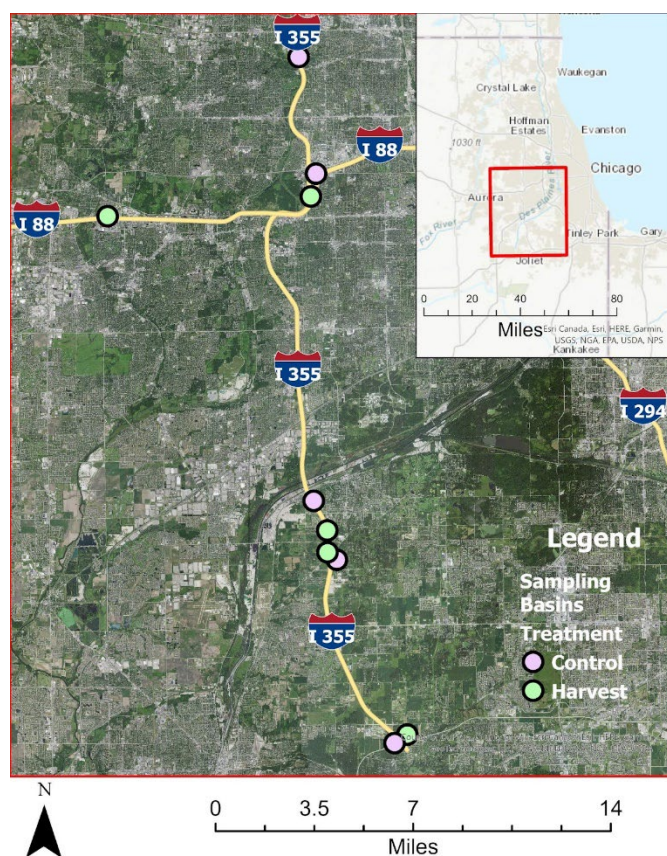 I 355
I 88
I 88
I 355
I 294
I 355
Waukegan
Crystal Lake
Hoffman
Estates
Evanston
1030 ft
Chicago
Des Plaines River
Aurora
Fox River
Tinley Park
Gary
Joliet
0 20 40 60 80
Miles
Esri Canada, Esri, HERE, Garmin,
USGS, NGA, EPA, USDA, NPS
Kankakee
Legend
Sampling
Basins
Treatment
Control
Harvest
N
0 3.5 7 14
Miles